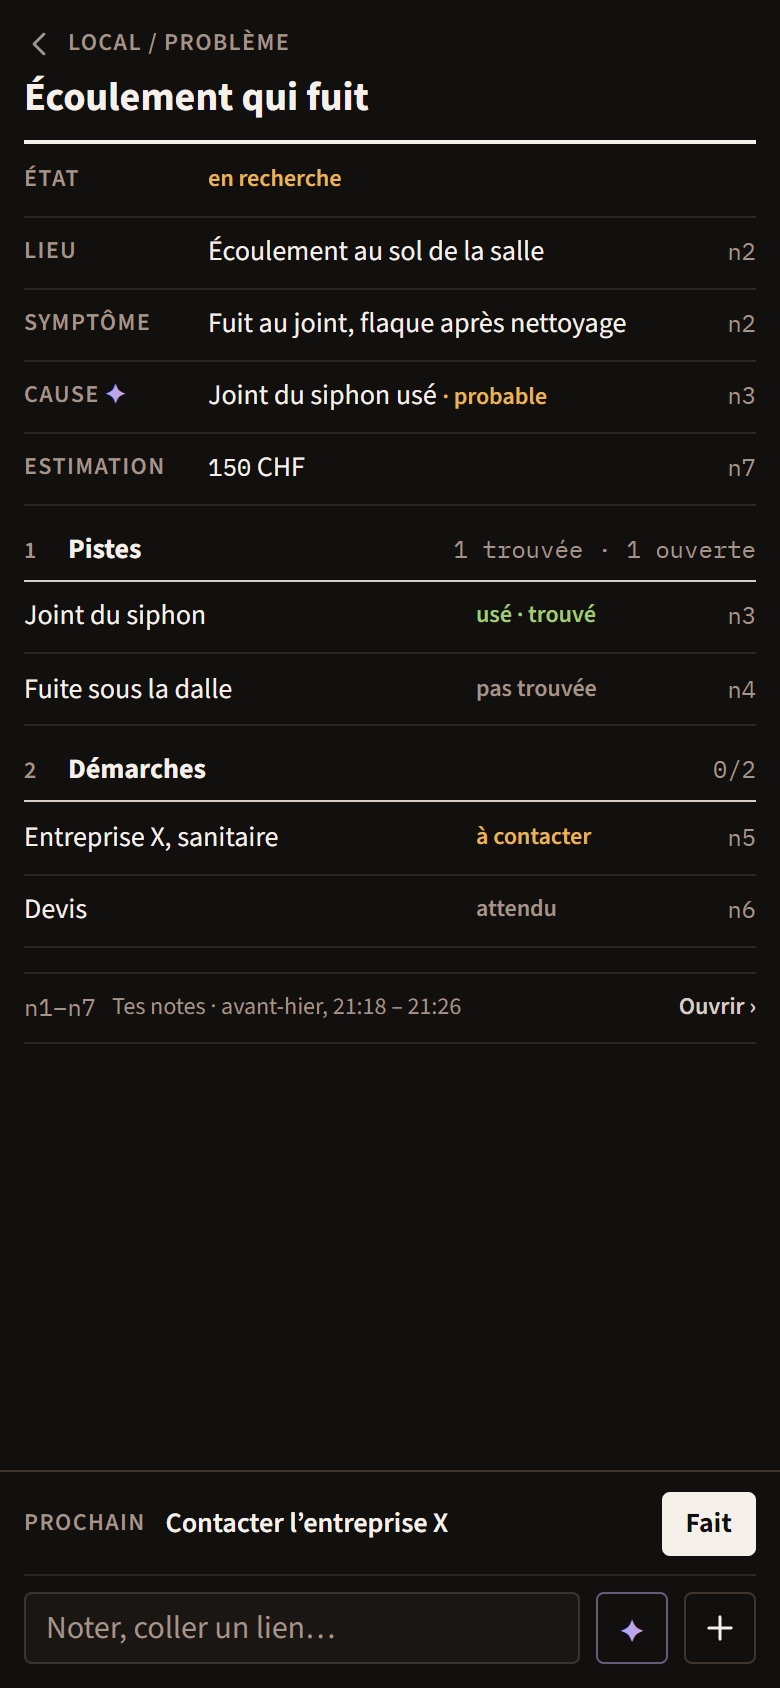 LOCAL / PROBLÈME
Écoulement qui fuit
ÉTAT en recherche
LIEU Écoulement au sol de la salle n2
SYMPTÔME Fuit au joint, flaque après nettoyage n2
CAUSE ✦ Joint du siphon usé · probable n3
ESTIMATION 150 CHF n7
1 Pistes 1 trouvée · 1 ouverte
Joint du siphon usé · trouvé n3
Fuite sous la dalle pas trouvée n4
2 Démarches 0/2
Entreprise X, sanitaire à contacter n5
Devis attendu n6
n1–n7 Tes notes · avant-hier, 21:18 – 21:26 Ouvrir ›
PROCHAIN Contacter l’entreprise X Fait
Noter, coller un lien… ✦ +